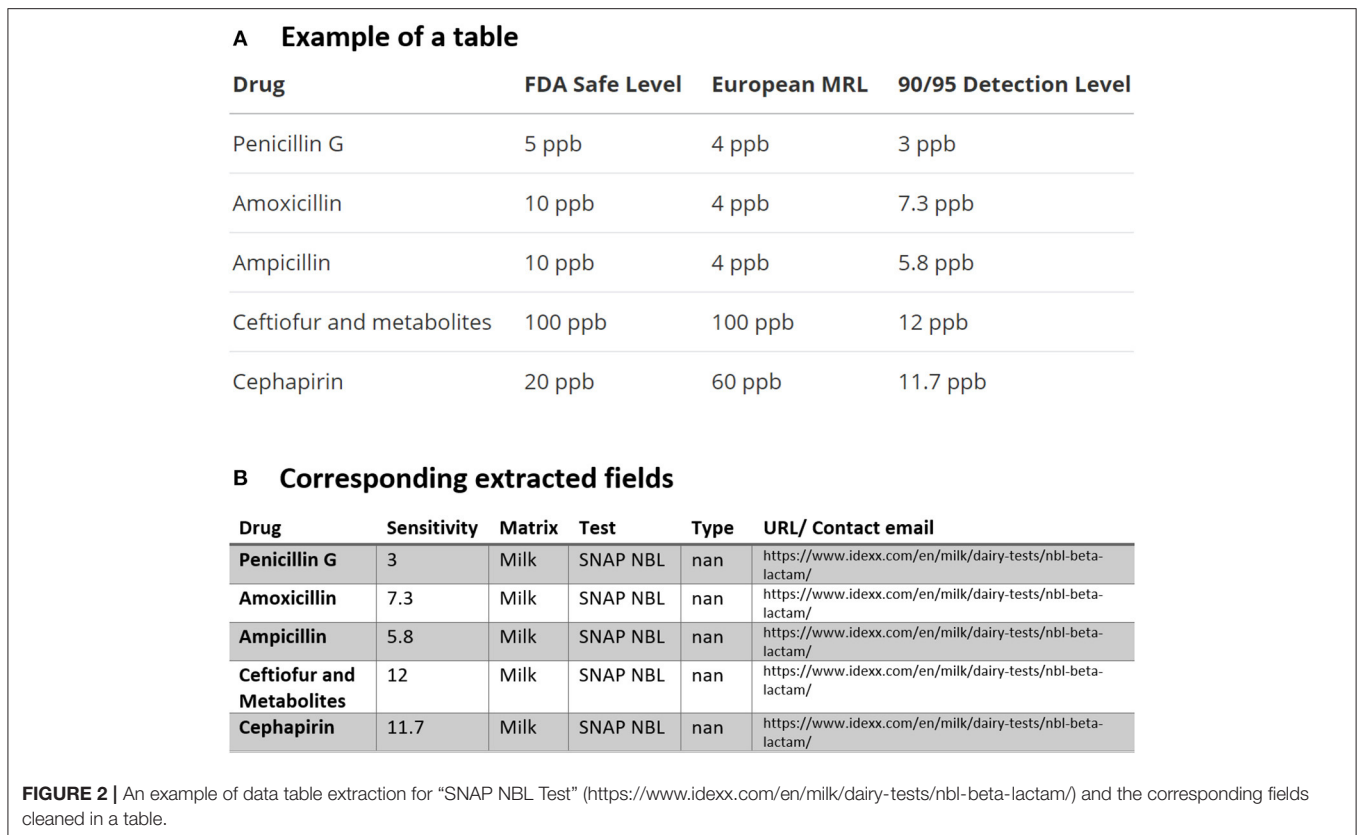 A Example of a table
Drug FDA Safe Level European MRL 90/95 Detection Level
Penicillin G 5 ppb 4 ppb 3 ppb
Amoxicillin 10 ppb 4 ppb 7.3 ppb
Ampicillin 10 ppb 4 ppb 5.8 ppb
Ceftiofur and metabolites 100 ppb 100 ppb 12 ppb
Cephapirin 20 ppb 60 ppb 11.7 ppb
B Corresponding extracted fields
Drug Sensitivity Matrix Test Type URL/ Contact email
Penicillin G 3 Milk SNAP NBL nan https://www.idexx.com/en/milk/dairy-tests/nbl-beta-
lactam/
Amoxicillin 7.3 Milk SNAP NBL nan https://www.idexx.com/en/milk/dairy-tests/nbl-beta-
lactam/
Ampicillin 5.8 Milk SNAP NBL nan https://www.idexx.com/en/milk/dairy-tests/nbl-beta-
lactam/
Ceftiofur and 12 Milk SNAP NBL nan https://www.idexx.com/en/milk/dairy-tests/nbl-beta-
Metabolites lactam/
Cephapirin 11.7 Milk SNAP NBL nan https://www.idexx.com/en/milk/dairy-tests/nbl-beta-
lactam/
FIGURE 2 | An example of data table extraction for “SNAP NBL Test” (https://www.idexx.com/en/milk/dairy-tests/nbl-beta-lactam/) and the corresponding fields
cleaned in a table.